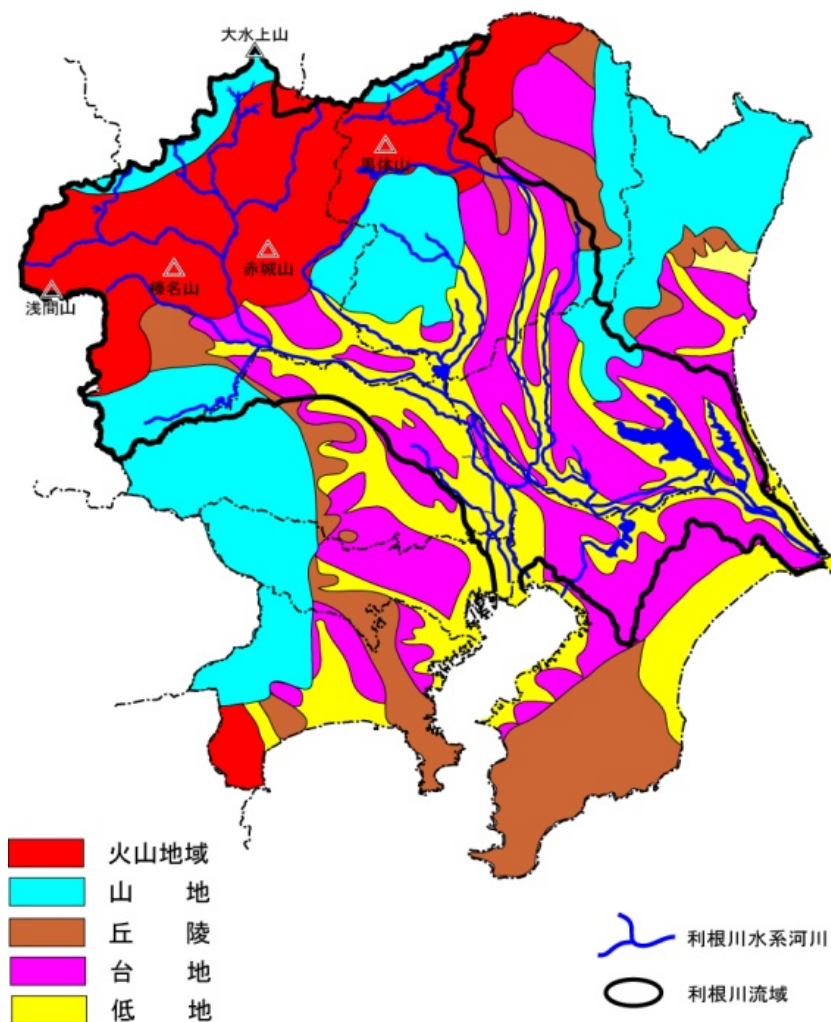 大水上山
男体山
赤城山
榛名山
浅間山
火山地域
山　　地
丘　　陵
台　　地
低　　地
利根川水系河川
利根川流域